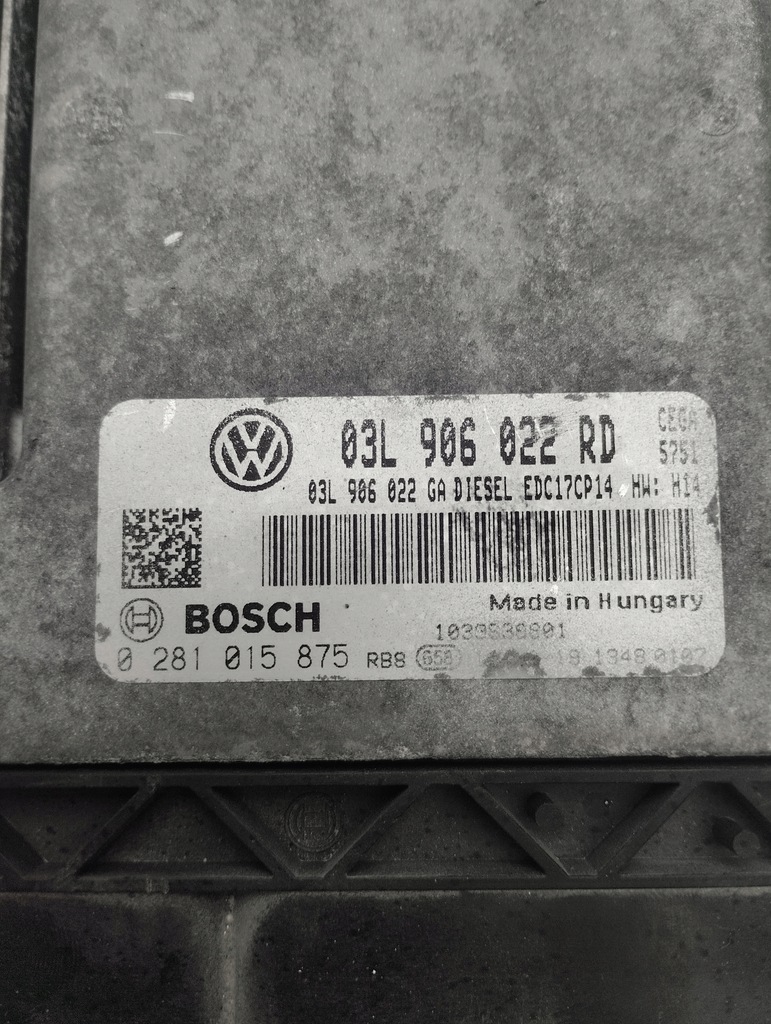 03L 906 022 RD
CEGA
5751
03L 906 022 GA DIESEL EDC17CP14 HW: H14
Made in Hungary
BOSCH
0 281 015 875 RB8 658